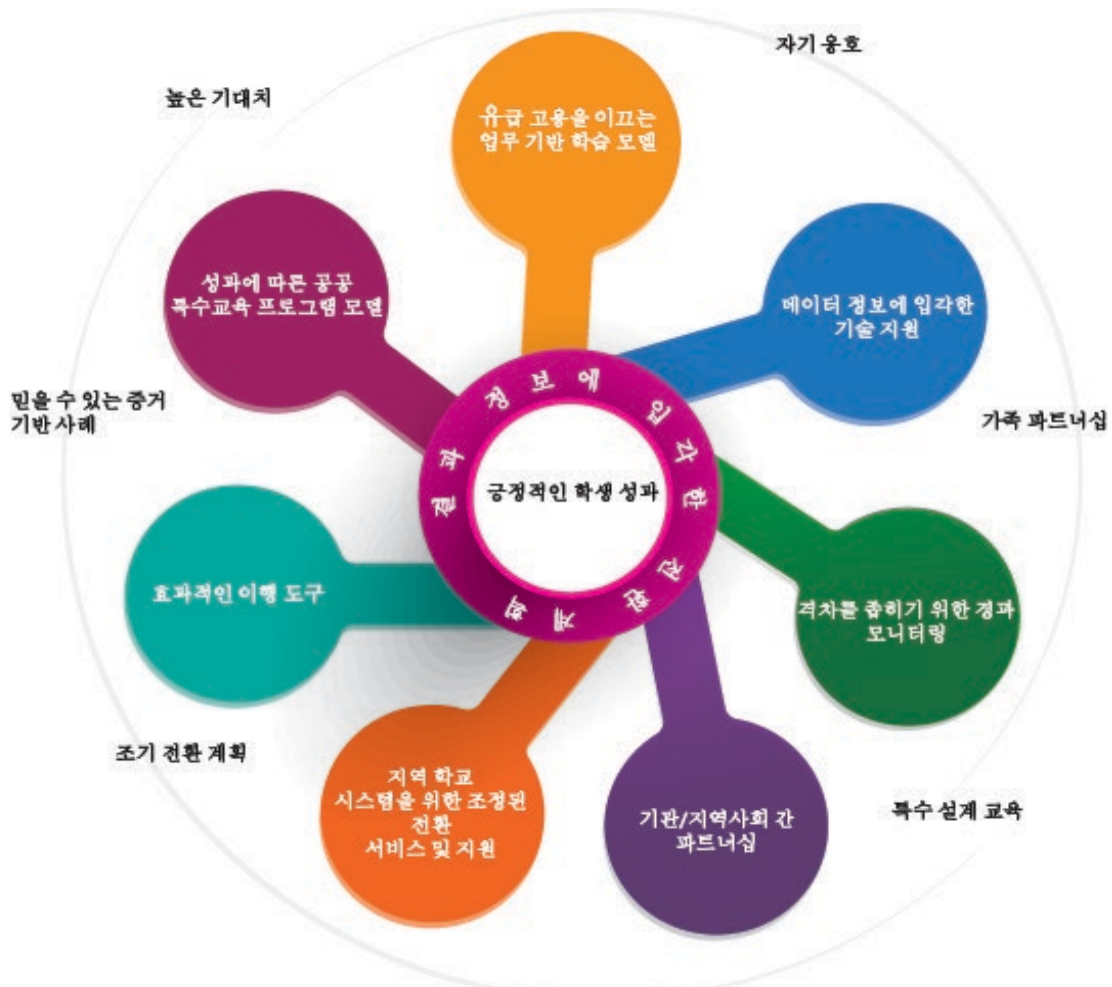 자기 옹호
높은 기대치
유급 고용을 이끄는
업무 기반 학습 모델
성과에 따른 공공
특수교육 프로그램 모델
데이터 정보에 입각한
기술 지원
믿을 수 있는 증거
기반 사례
가족 파트너십
결과 정보에 입각한 전환 계획
긍정적인 학생 성과
효과적인 이행 도구
격차를 좁히기 위한 경과
모니터링
조기 전환 계획
지역 학교
시스템을 위한 조정된
전환
서비스 및 지원
기관/지역사회 간
파트너십
특수 설계 교육